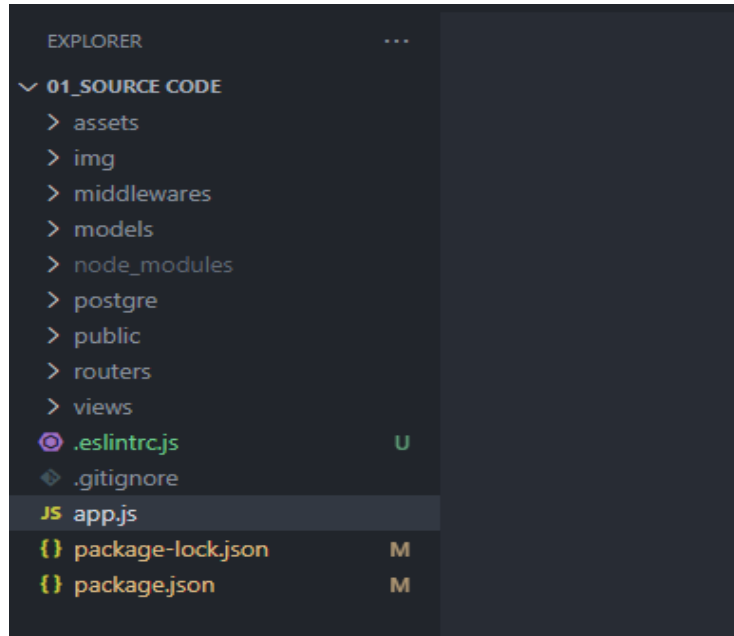 EXPLORER ...
01_SOURCE CODE
assets
img
middlewares
models
node_modules
postgre
public
routers
views
.eslintrc.js U
.gitignore
JS app.js
{} package-lock.json M
{} package.json M